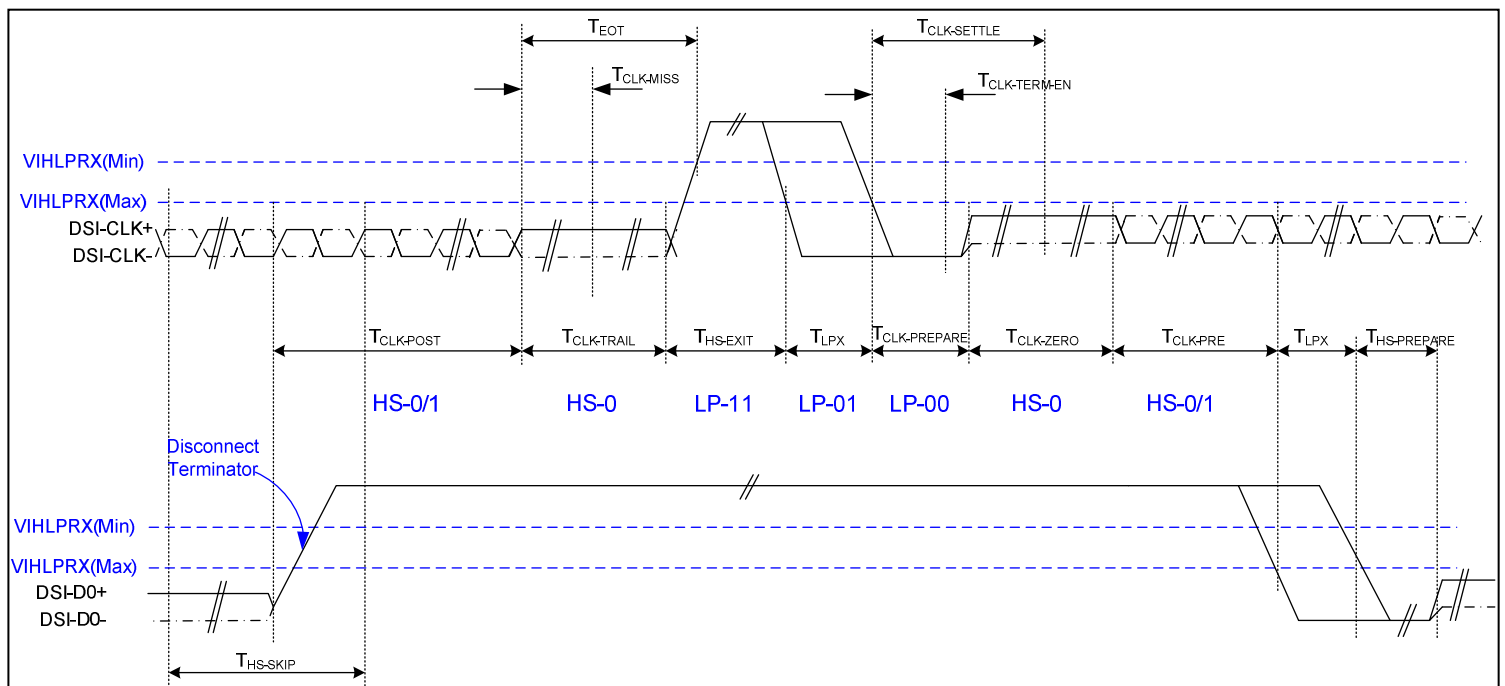 TEOT
TCLK-SETTLE
TCLK-MISS
TCLK-TERM-EN
VIHLPRX(Min)
VIHLPRX(Max)
DSI-CLK+
DSI-CLK-
TCLK-POST TCLK-TRAIL THS-EXIT TLPX TCLK-PREPARE TCLK-ZERO TCLK-PRE TLPX THS-PREPARE
HS-0/1 HS-0 LP-11 LP-01 LP-00 HS-0 HS-0/1
Disconnect
Terminator
VIHLPRX(Min)
VIHLPRX(Max)
DSI-D0+
DSI-D0-
THS-SKIP